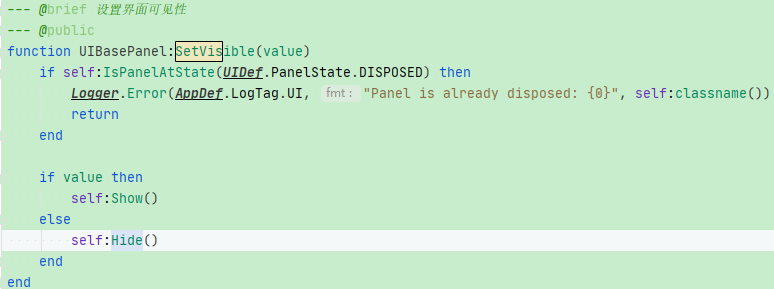 --- @brief 设置界面可见性
--- @public
function UIBasePanel:SetVisible(value)
    if self:IsPanelAtState(UIDef.PanelState.DISPOSED) then
        Logger.Error(AppDef.LogTag.UI, fmt: "Panel is already disposed: {0}", self:classname())
        return
    end

    if value then
        self:Show()
    else
        self:Hide()
    end
end